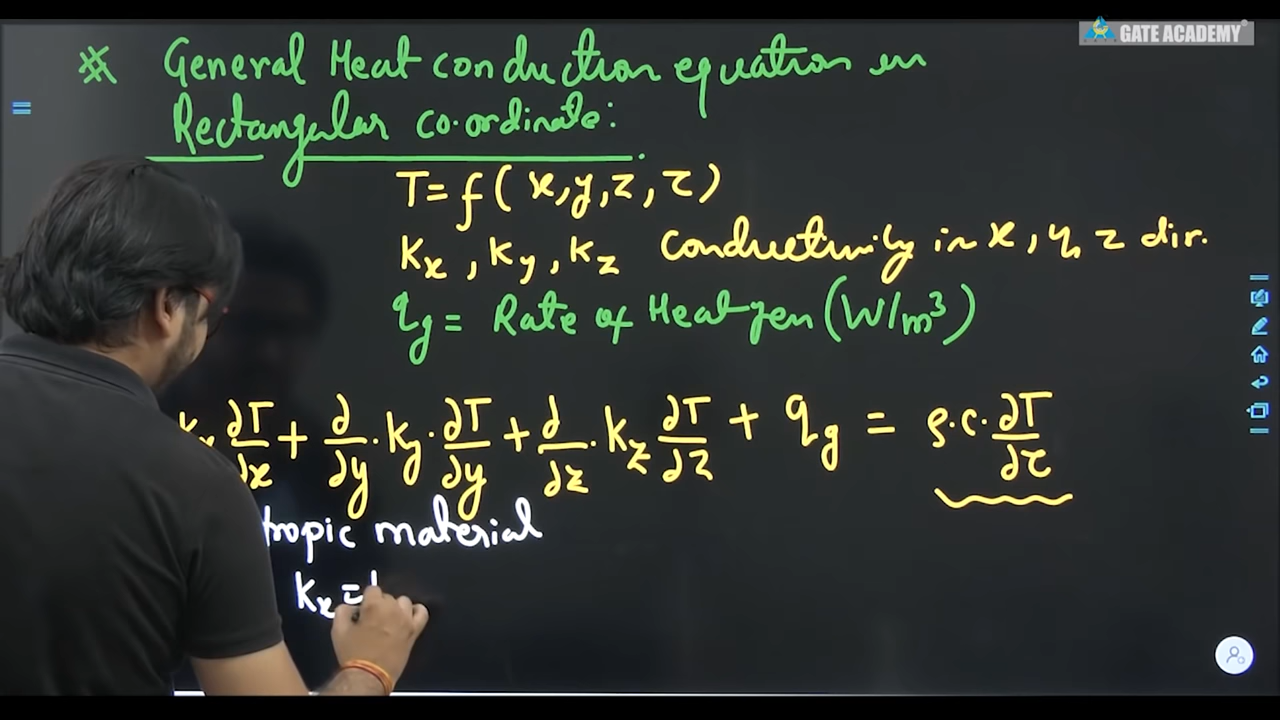 GATE ACADEMY
* General Heat conduction equation in
Rectangular co-ordinate:
T = f(x, y, z, τ)
kx, ky, kz conductivity in x, y, z dir.
qg = Rate of Heat gen (W/m³)
∂T/∂x + ∂/∂y · ky · ∂T/∂y + ∂/∂z · kz ∂T/∂z + qg = ρ.c. ∂T/∂τ
tropic material
kx =